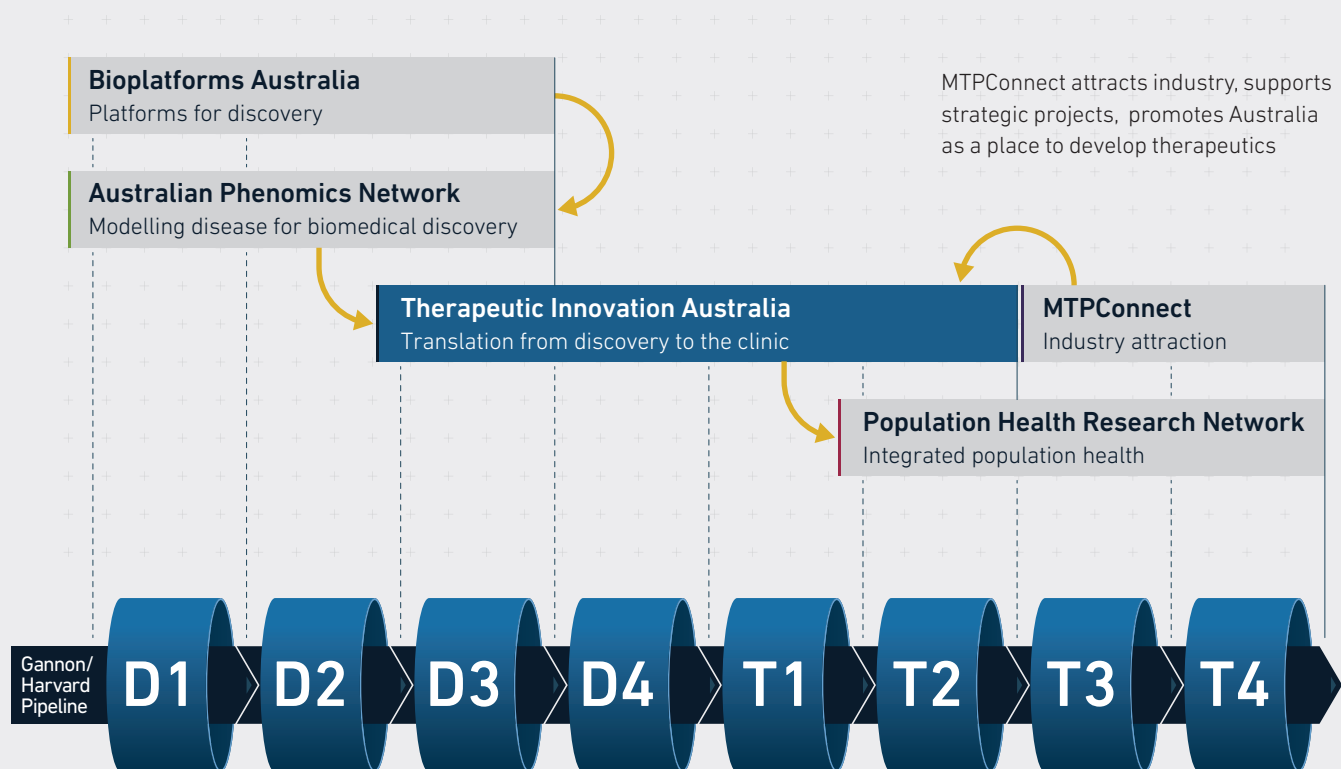 Bioplatforms Australia
Platforms for discovery
MTPConnect attracts industry, supports
strategic projects, promotes Australia
as a place to develop therapeutics
Australian Phenomics Network
Modelling disease for biomedical discovery
Therapeutic Innovation Australia
Translation from discovery to the clinic
MTPConnect
Industry attraction
Population Health Research Network
Integrated population health
Gannon/
Harvard
Pipeline
D1
D2
D3
D4
T1
T2
T3
T4